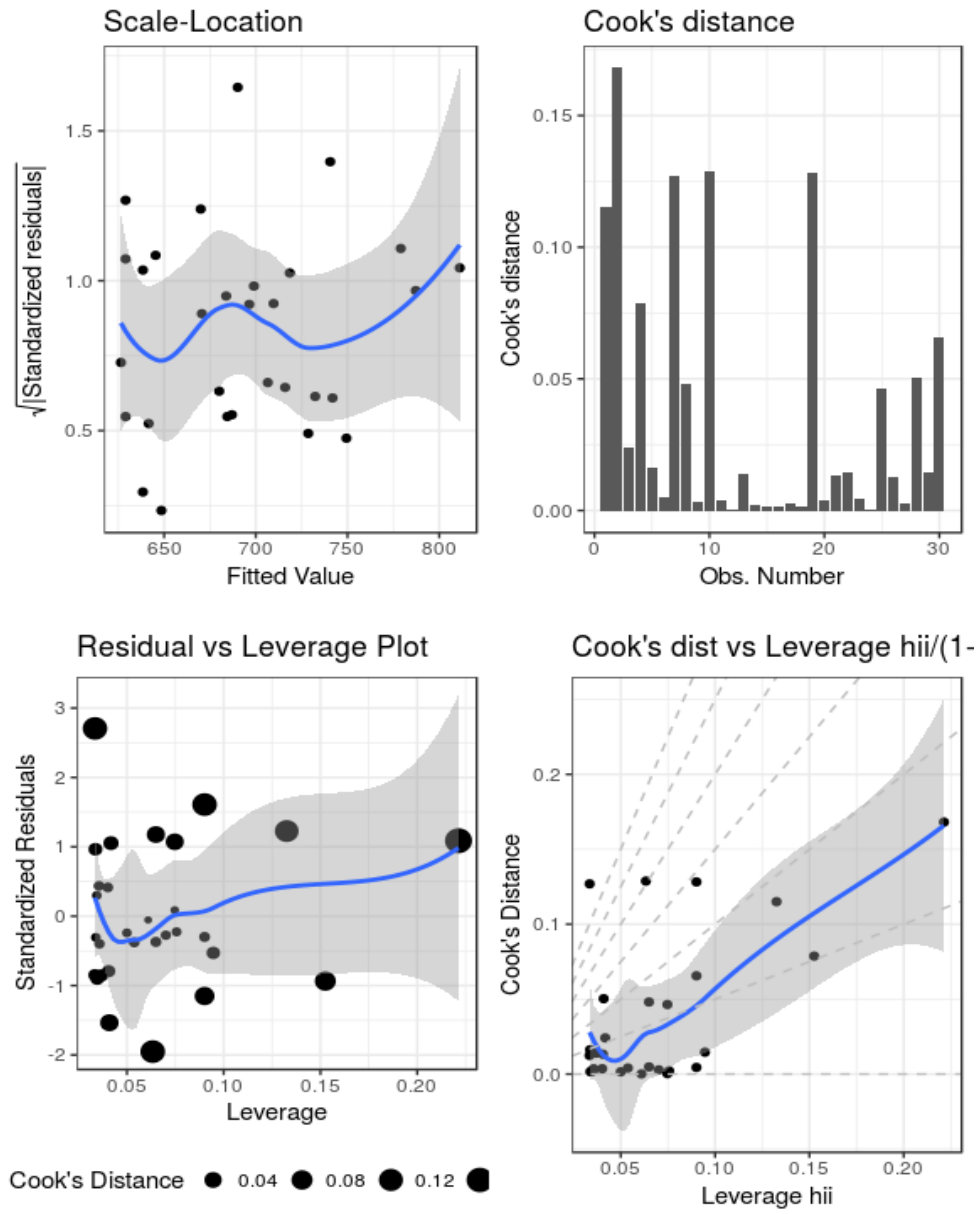 Scale-Location
√|Standardized residuals|
1.5
1.0
0.5
650 700 750 800
Fitted Value
Cook's distance
Cook's distance
0.15
0.10
0.05
0.00
0 10 20 30
Obs. Number
Residual vs Leverage Plot
Standardized Residuals
3
2
1
0
-1
-2
0.05 0.10 0.15 0.20
Leverage
Cook's Distance 0.04 0.08 0.12
Cook's dist vs Leverage hii/(1-
Cook's Distance
0.2
0.1
0.0
0.05 0.10 0.15 0.20
Leverage hii